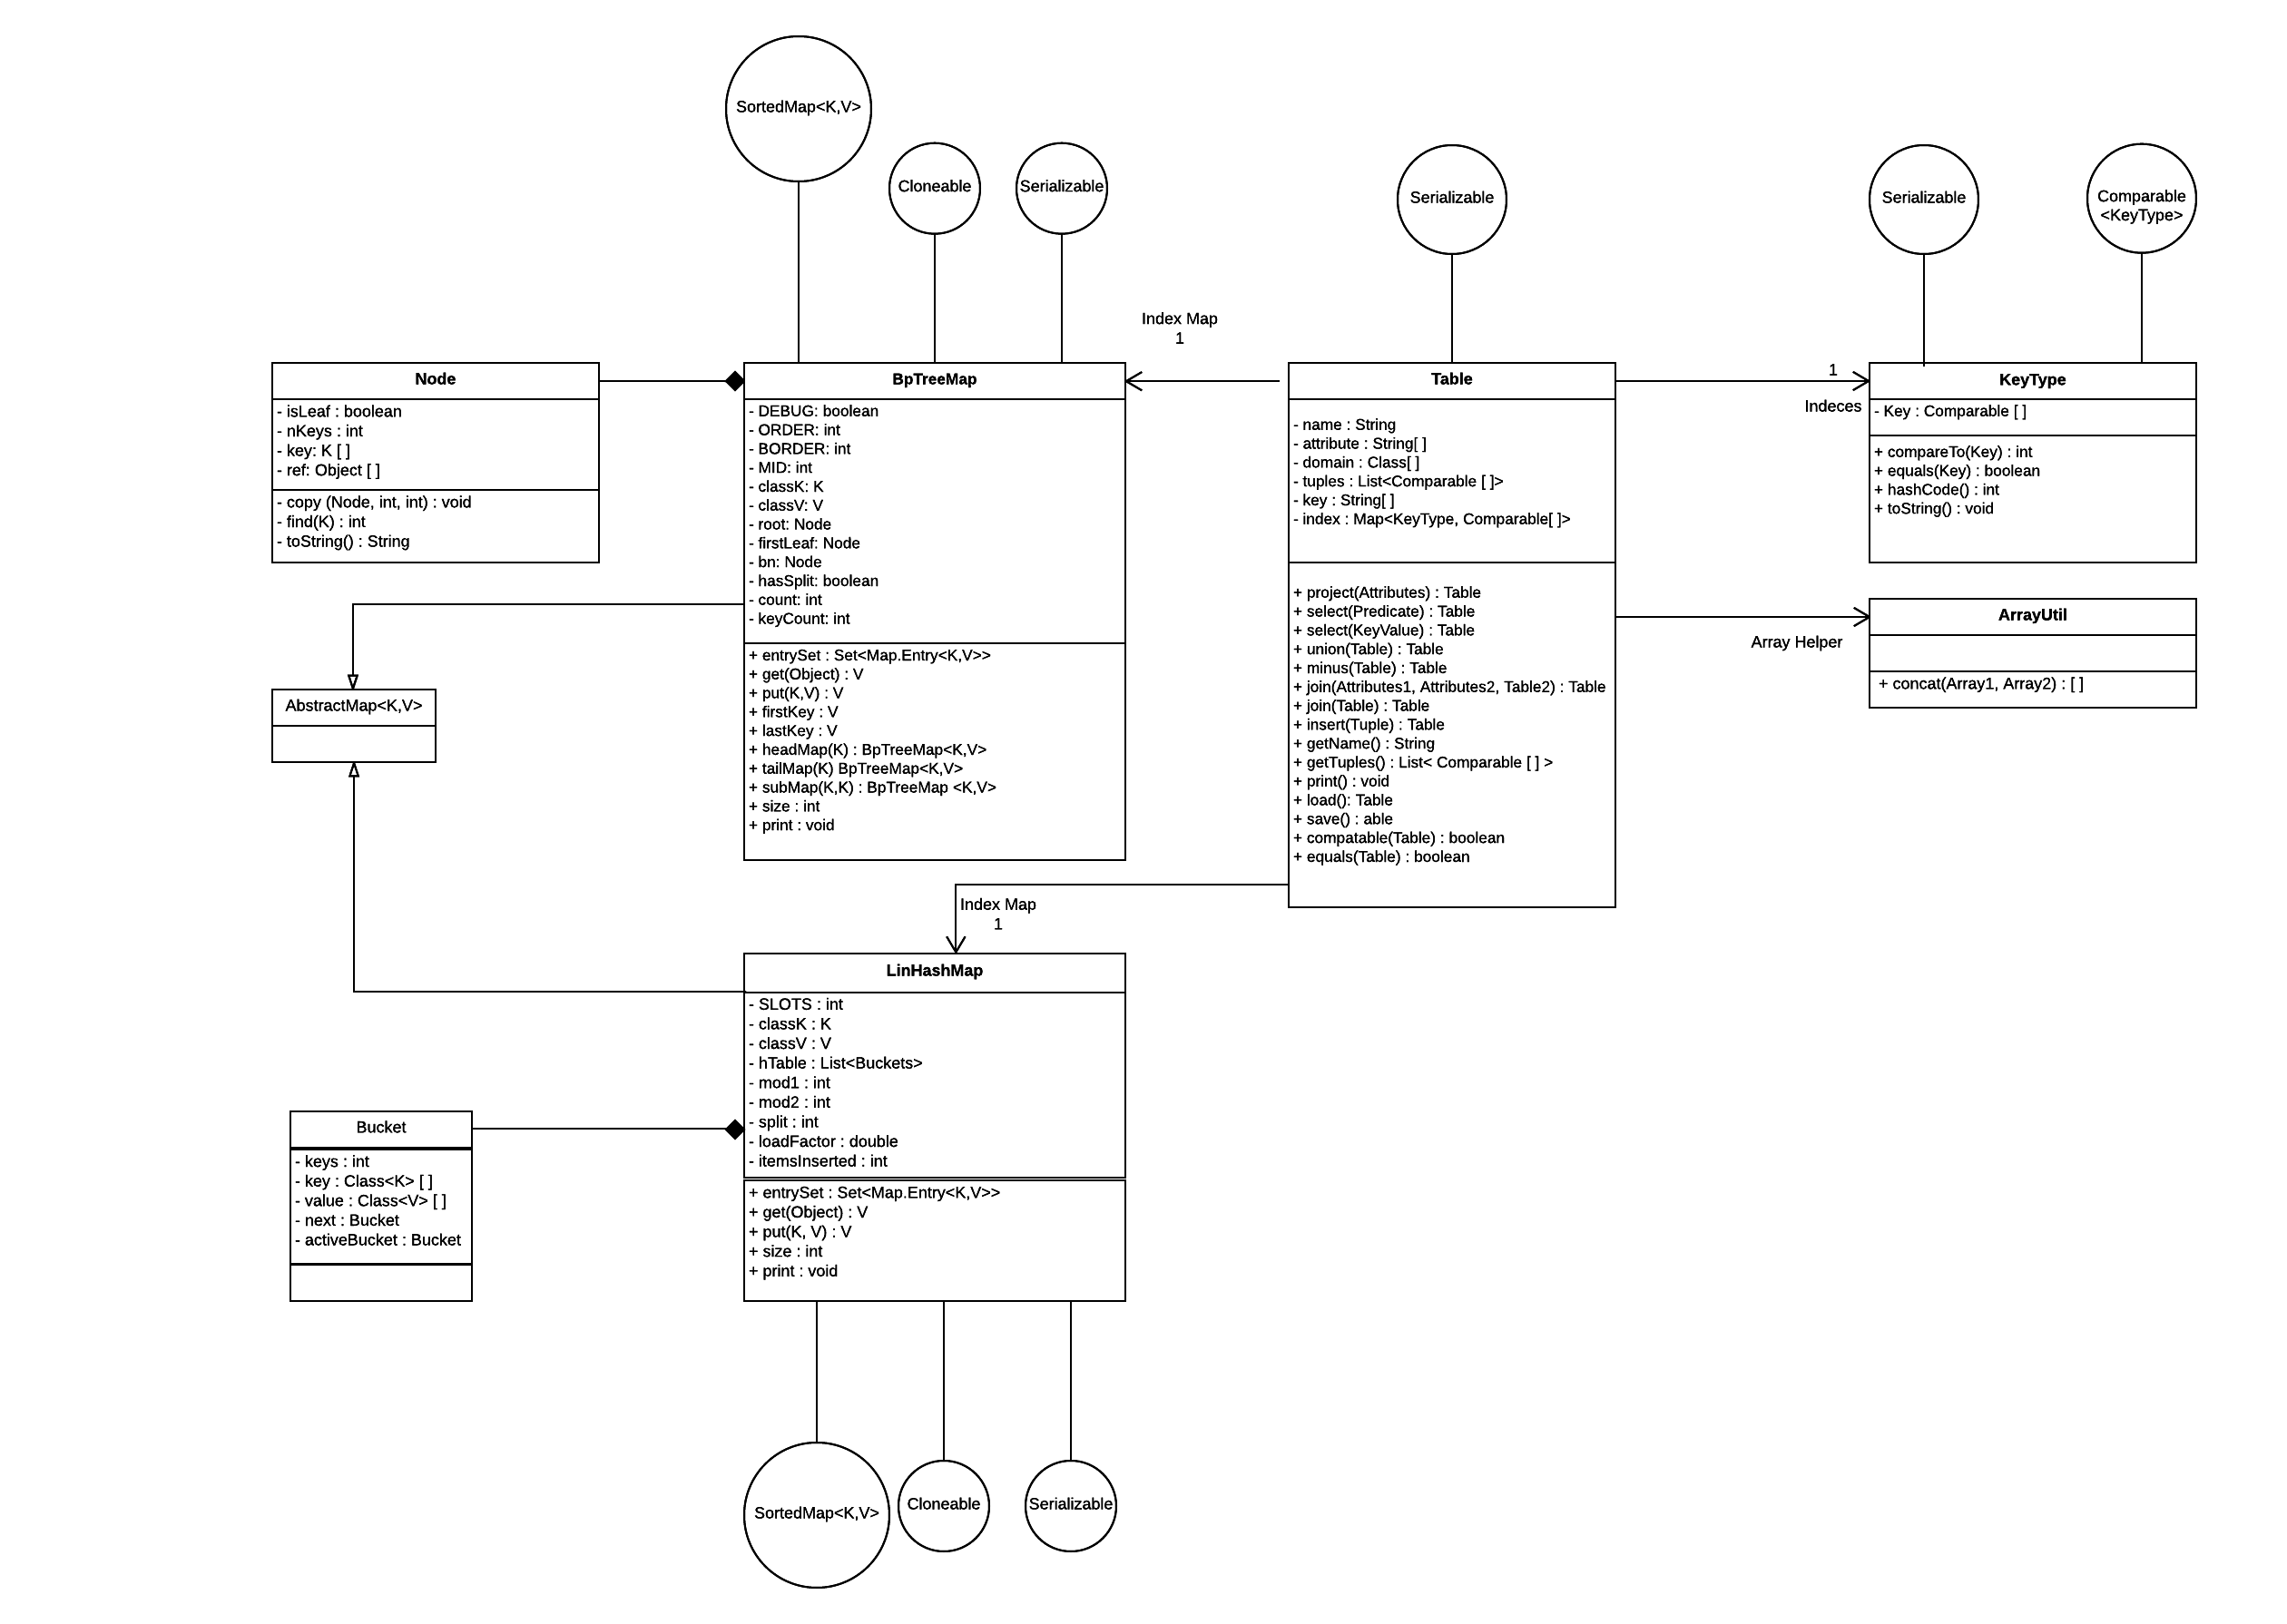 SortedMap<K,V>
Cloneable
Serializable
Serializable
Serializable
Comparable
<KeyType>
Index Map
1
Node
- isLeaf : boolean
- nKeys : int
- key: K [ ]
- ref: Object [ ]
- copy (Node, int, int) : void
- find(K) : int
- toString() : String
BpTreeMap
- DEBUG: boolean
- ORDER: int
- BORDER: int
- MID: int
- classK: K
- classV: V
- root: Node
- firstLeaf: Node
- bn: Node
- hasSplit: boolean
- count: int
- keyCount: int
+ entrySet : Set<Map.Entry<K,V>>
+ get(Object) : V
+ put(K,V) : V
+ firstKey : V
+ lastKey : V
+ headMap(K) : BpTreeMap<K,V>
+ tailMap(K) BpTreeMap<K,V>
+ subMap(K,K) : BpTreeMap <K,V>
+ size : int
+ print : void
Table
- name : String
- attribute : String[ ]
- domain : Class[ ]
- tuples : List<Comparable [ ]>
- key : String[ ]
- index : Map<KeyType, Comparable[ ]>
+ project(Attributes) : Table
+ select(Predicate) : Table
+ select(KeyValue) : Table
+ union(Table) : Table
+ minus(Table) : Table
+ join(Attributes1, Attributes2, Table2) : Table
+ join(Table) : Table
+ insert(Tuple) : Table
+ getName() : String
+ getTuples() : List< Comparable [ ] >
+ print() : void
+ load(): Table
+ save() : able
+ compatable(Table) : boolean
+ equals(Table) : boolean
1
Indeces
KeyType
- Key : Comparable [ ]
+ compareTo(Key) : int
+ equals(Key) : boolean
+ hashCode() : int
+ toString() : void
Array Helper
ArrayUtil
+ concat(Array1, Array2) : [ ]
AbstractMap<K,V>
Index Map
1
LinHashMap
- SLOTS : int
- classK : K
- classV : V
- hTable : List<Buckets>
- mod1 : int
- mod2 : int
- split : int
- loadFactor : double
- itemsInserted : int
+ entrySet : Set<Map.Entry<K,V>>
+ get(Object) : V
+ put(K, V) : V
+ size : int
+ print : void
Bucket
- keys : int
- key : Class<K> [ ]
- value : Class<V> [ ]
- next : Bucket
- activeBucket : Bucket
SortedMap<K,V>
Cloneable
Serializable